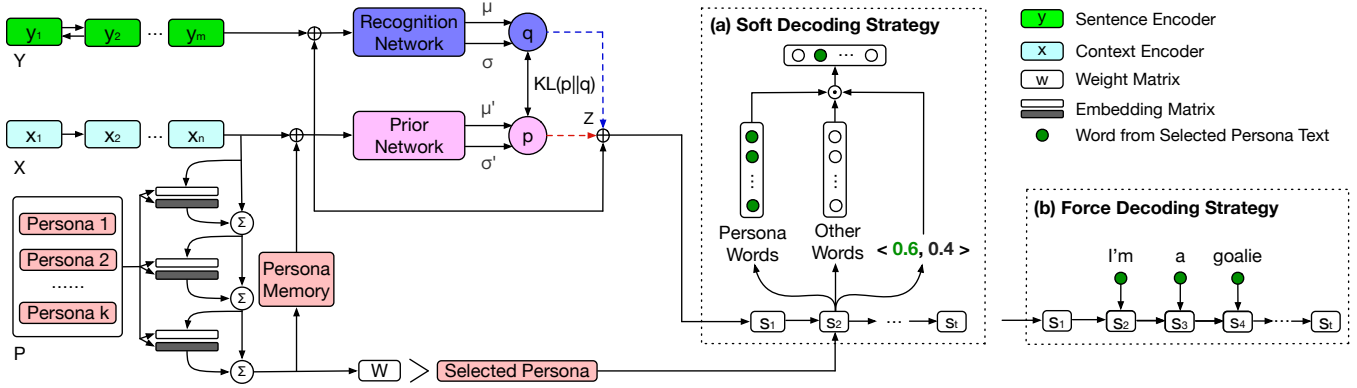 y1 y2 ... ym
Y
Recognition
Network
μ
σ
q
KL(p||q)
x1 x2 ... xn
X
Prior
Network
μ'
σ'
p
Z
Persona 1
Persona 2
......
Persona k
P
Σ
Σ
Σ
Persona
Memory
W
Selected Persona
(a) Soft Decoding Strategy
...
Persona
Words
Other
Words
< 0.6, 0.4 >
s1 s2 ... st
y Sentence Encoder
x Context Encoder
W Weight Matrix
Embedding Matrix
Word from Selected Persona Text
(b) Force Decoding Strategy
I'm a goalie
s1 s2 s3 s4 ... st